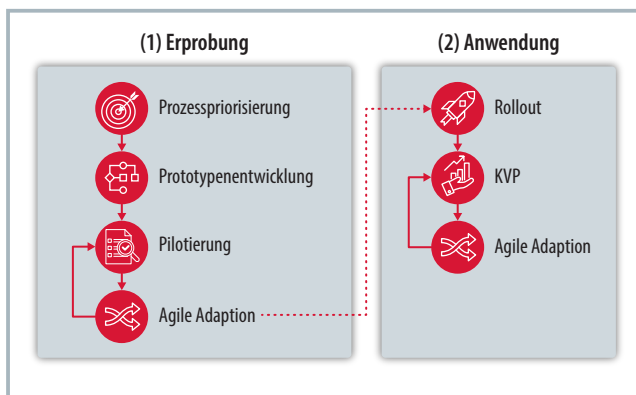 (1) Erprobung
Prozesspriorisierung
Prototypenentwicklung
Pilotierung
Agile Adaption
(2) Anwendung
Rollout
KVP
Agile Adaption